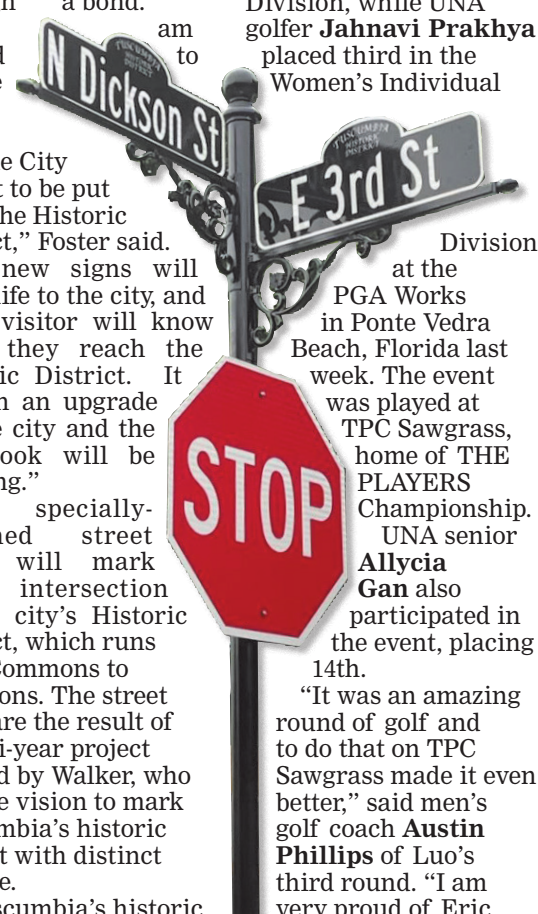 a bond.
am
to
e City
t to be put
he Historic
ct,” Foster said.
new signs will
ife to the city, and
visitor will know
they reach the
ic District. It
n an upgrade
e city and the
ook will be
ng.”
specially-
ned street
will mark
intersection
city's Historic
ct, which runs
Commons to
ons. The street
are the result of
i-year project
d by Walker, who
e vision to mark
mbia's historic
t with distinct
e.
scumbia's historic
TUSCUMBIA
HISTORIC
DISTRICT
N Dickson St
TUSCUMBIA
HISTORIC
DISTRICT
E 3rd St
STOP
Division, while UNA
golfer Jahnavi Prakhya
placed third in the
Women's Individual
Division
at the
PGA Works
in Ponte Vedra
Beach, Florida last
week. The event
was played at
TPC Sawgrass,
home of THE
PLAYERS
Championship.
UNA senior
Allycia
Gan also
participated in
the event, placing
14th.
“It was an amazing
round of golf and
to do that on TPC
Sawgrass made it even
better,” said men's
golf coach Austin
Phillips of Luo's
third round. “I am
very proud of Eric